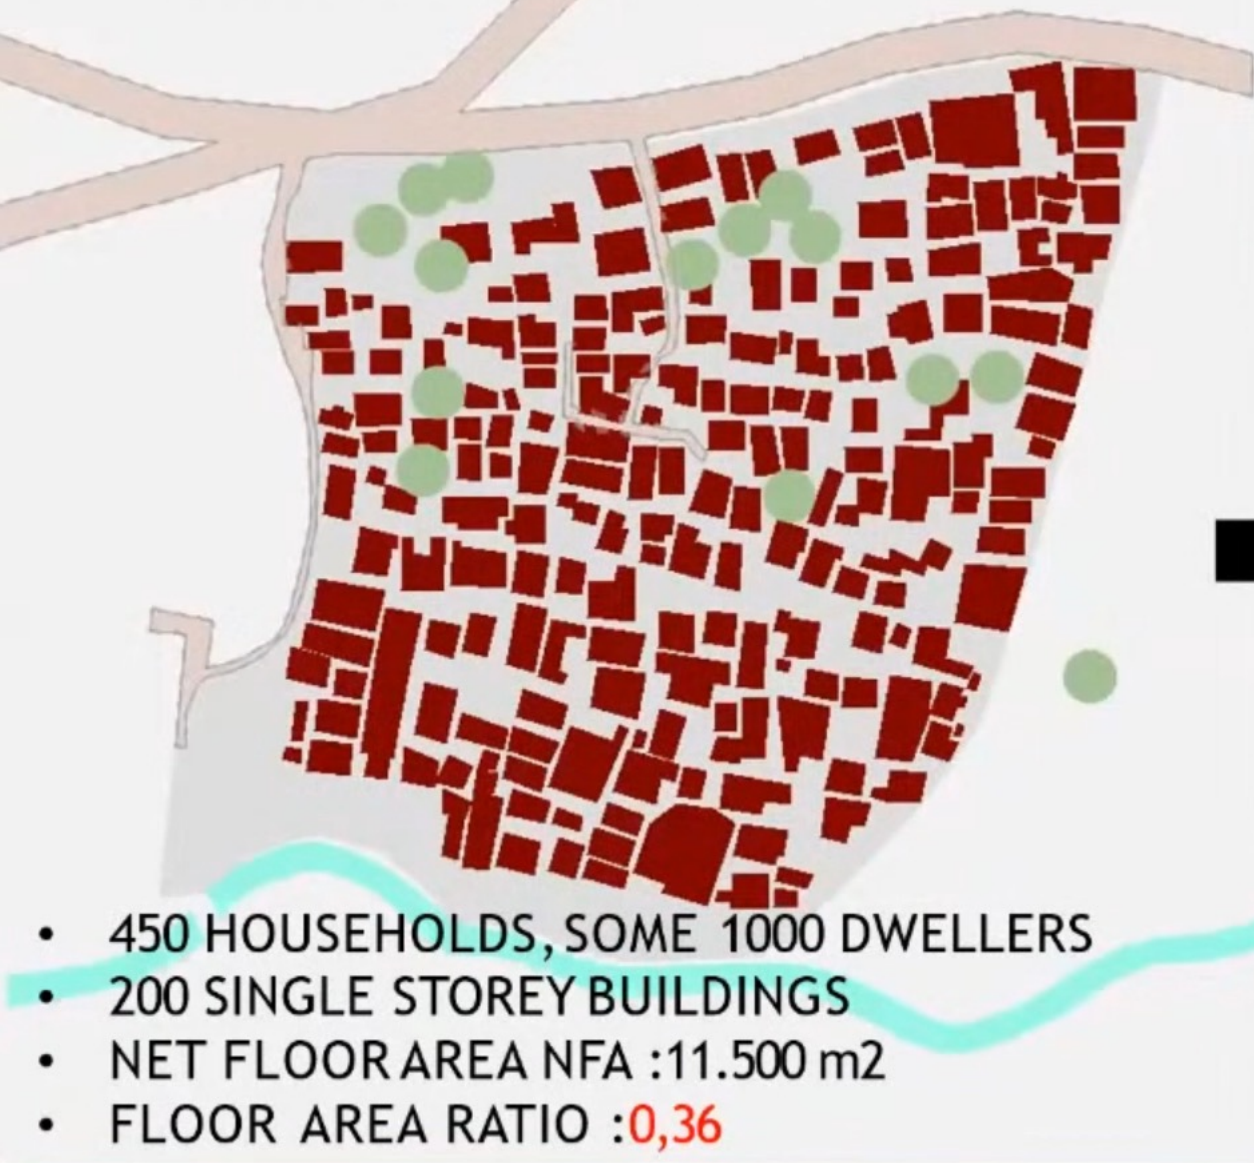 • 450 HOUSEHOLDS, SOME 1000 DWELLERS
• 200 SINGLE STOREY BUILDINGS
• NET FLOOR AREA NFA :11.500 m2
• FLOOR AREA RATIO :0,36